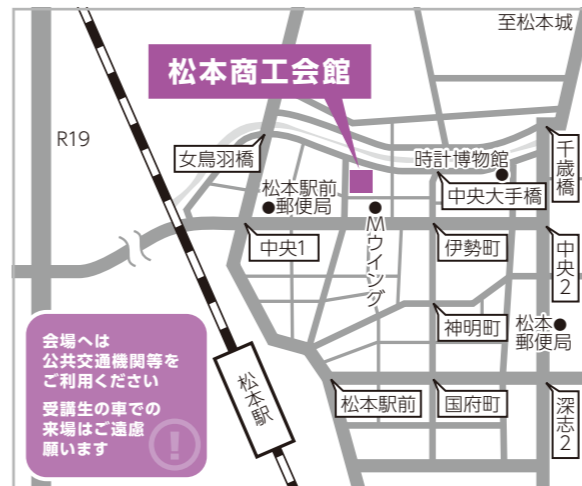 至松本城
松本商工会館
R19
女鳥羽橋
時計博物館
千歳橋
松本駅前
郵便局
中央大手橋
中央1
Mウイング
伊勢町
中央2
神明町
松本
郵便局
会場へは
公共交通機関等を
ご利用ください
受講生の車での
来場はご遠慮
願います
!
松本駅
松本駅前
国府町
深志2